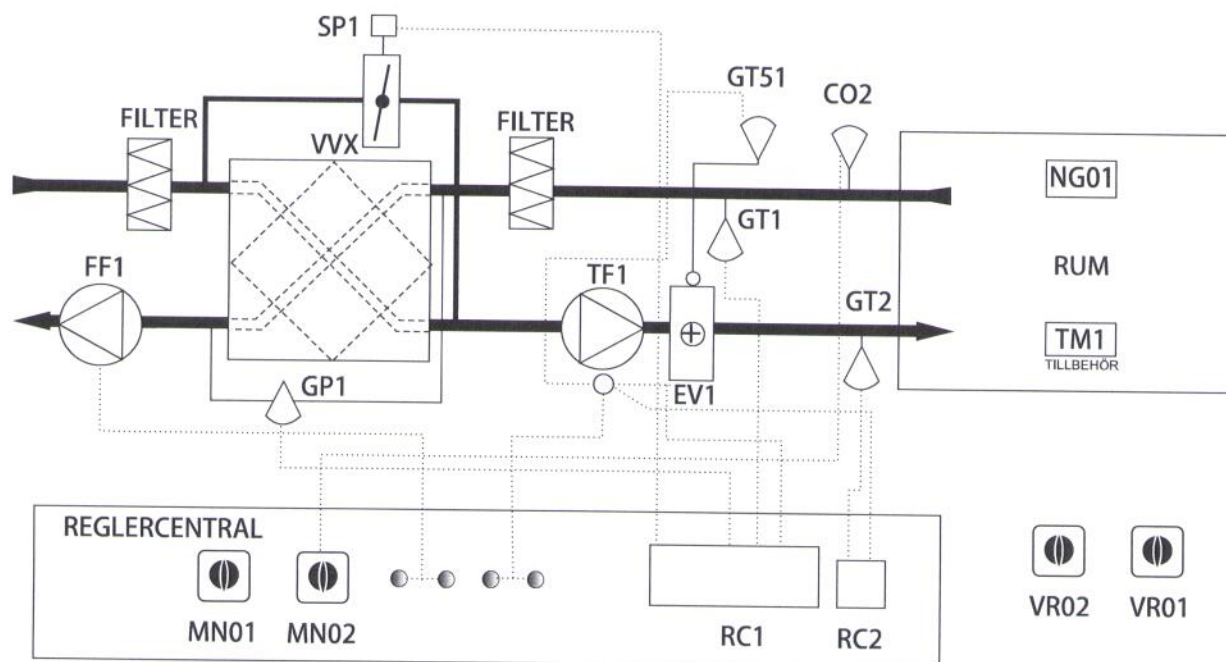 SP1
GT51
CO2
FILTER
FILTER
VVX
NG01
GT1
RUM
FF1
TF1
GT2
TM1
TILLBEHÖR
GP1
EV1
REGLERCENTRAL
MN01
MN02
RC1
RC2
VR02
VR01